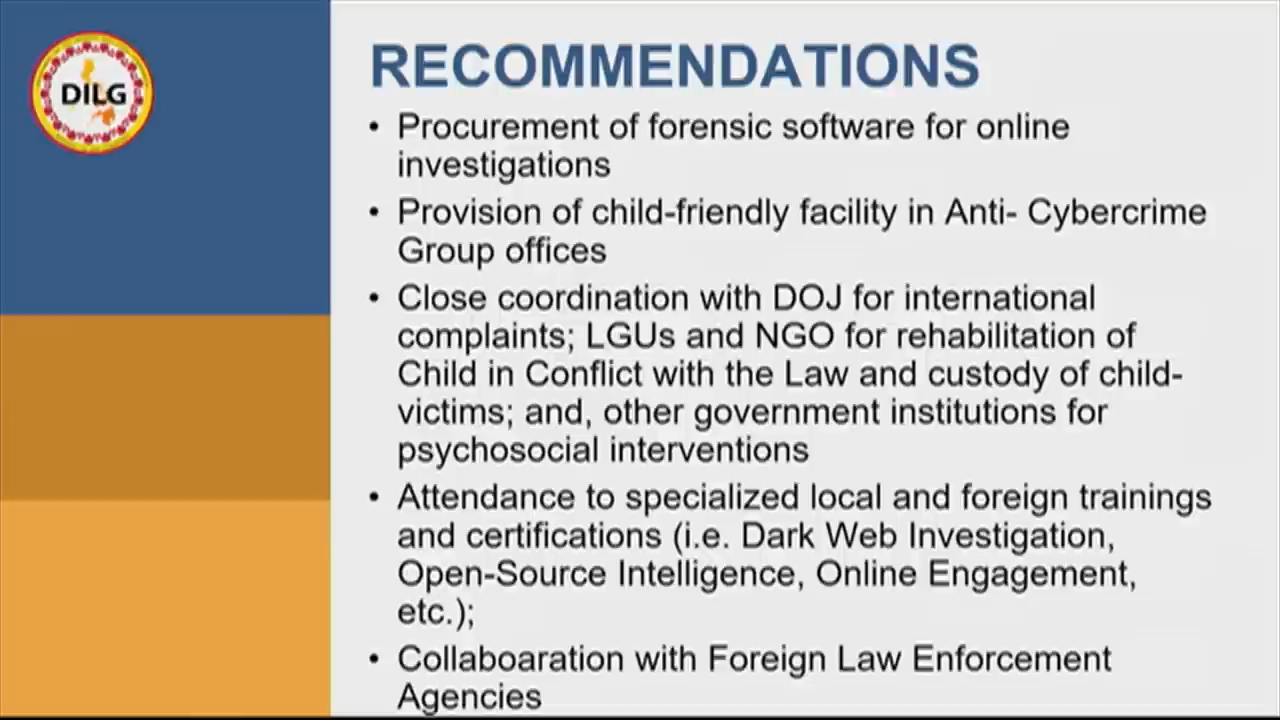 DILG
RECOMMENDATIONS
• Procurement of forensic software for online
investigations
• Provision of child-friendly facility in Anti- Cybercrime
Group offices
• Close coordination with DOJ for international
complaints; LGUs and NGO for rehabilitation of
Child in Conflict with the Law and custody of child-
victims; and, other government institutions for
psychosocial interventions
• Attendance to specialized local and foreign trainings
and certifications (i.e. Dark Web Investigation,
Open-Source Intelligence, Online Engagement,
etc.);
• Collaboaration with Foreign Law Enforcement
Agencies